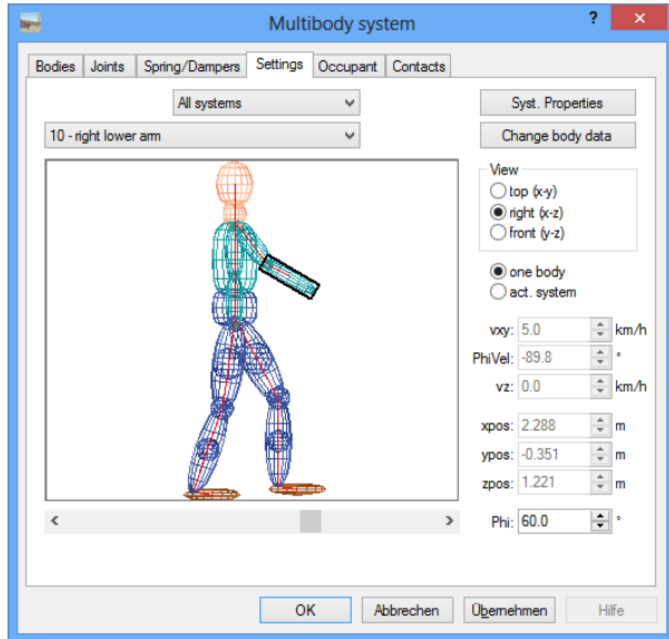 Multibody system
?
Bodies Joints Spring/Dampers Settings Occupant Contacts
All systems
Syst. Properties
10 - right lower arm
Change body data
View
top (x-y)
right (x-z)
front (y-z)
one body
act. system
vxy: 5.0 km/h
PhiVel: -89.8 °
vz: 0.0 km/h
xpos: 2.288 m
ypos: -0.351 m
zpos: 1.221 m
Phi: 60.0 °
OK Abbrechen Übernehmen Hilfe